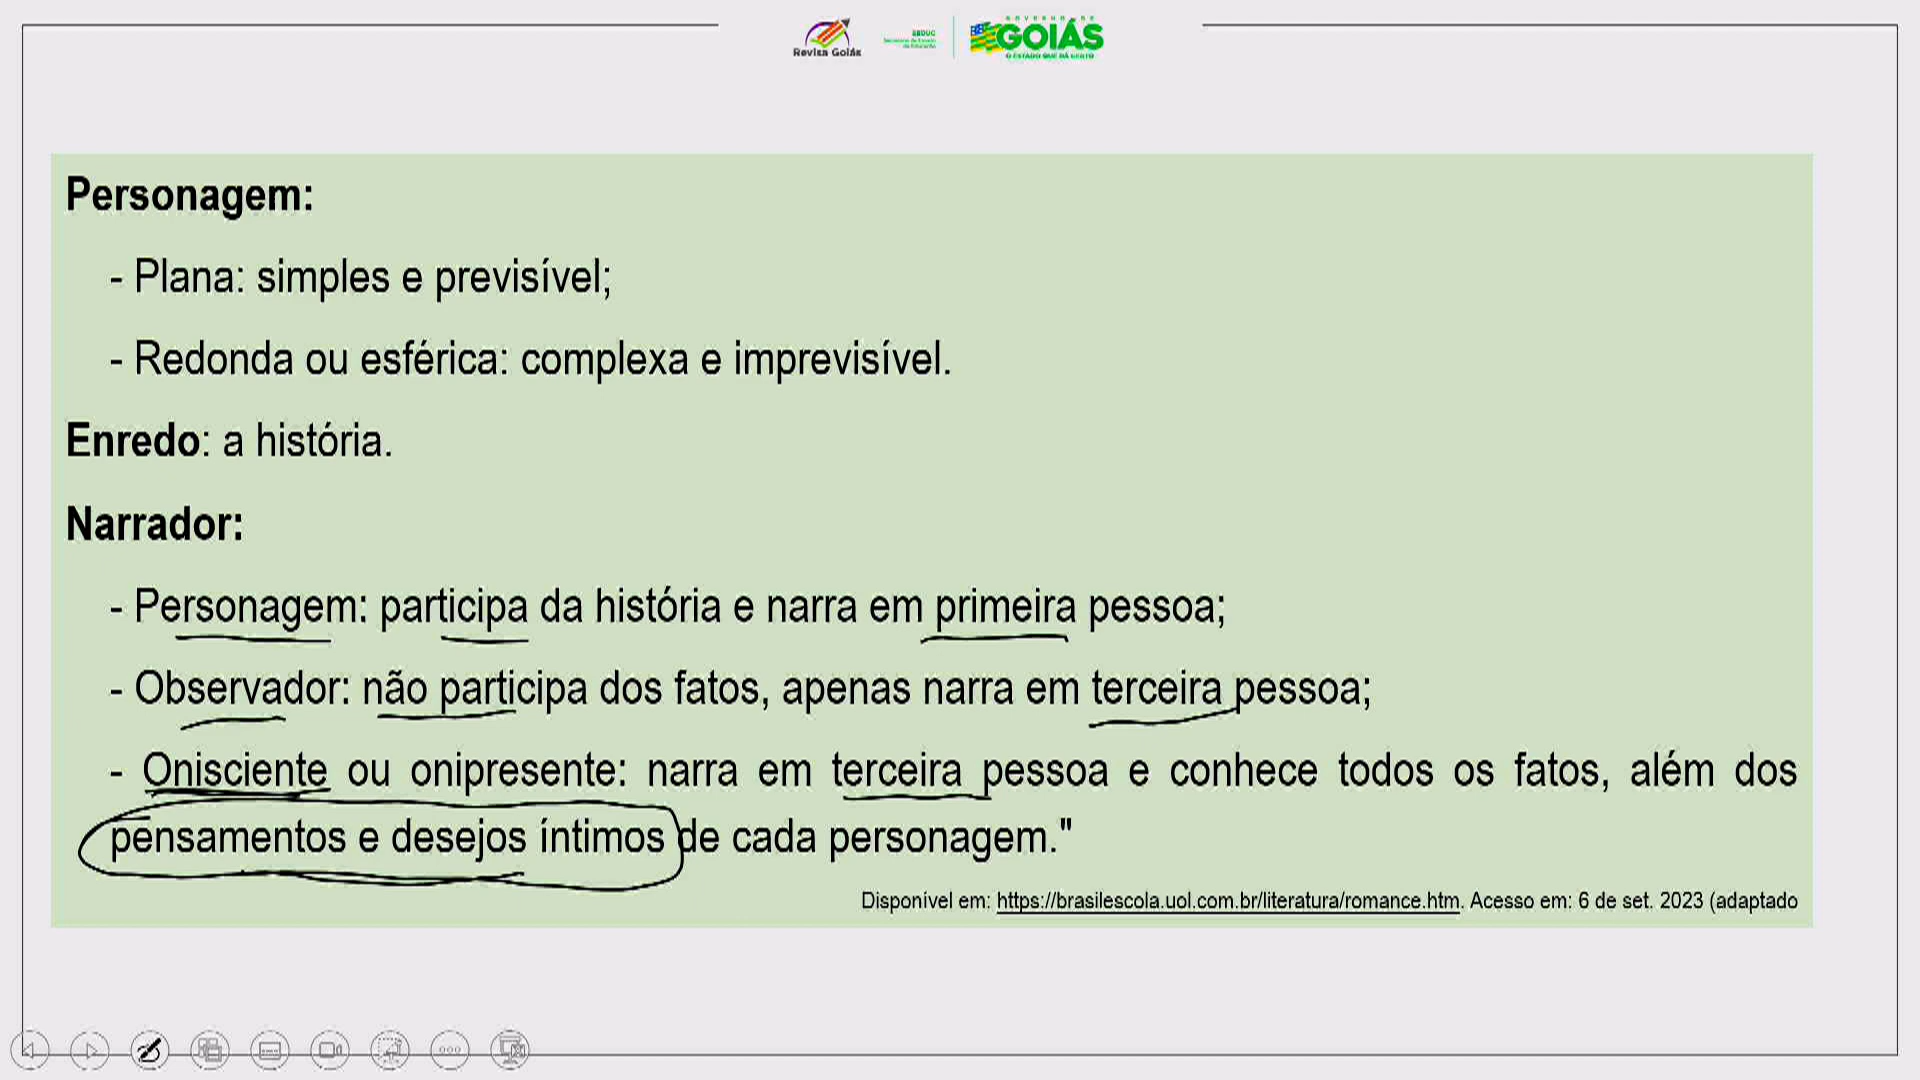 Revisa Goiás
SEDUC
Secretaria de Estado
da Educação
GOVERNO DE
GOIÁS
O ESTADO QUE DÁ CERTO
Personagem:
- Plana: simples e previsível;
- Redonda ou esférica: complexa e imprevisível.
Enredo: a história.
Narrador:
- Personagem: participa da história e narra em primeira pessoa;
- Observador: não participa dos fatos, apenas narra em terceira pessoa;
- Onisciente ou onipresente: narra em terceira pessoa e conhece todos os fatos, além dos
pensamentos e desejos íntimos de cada personagem."
Disponível em: https://brasilescola.uol.com.br/literatura/romance.htm. Acesso em: 6 de set. 2023 (adaptado